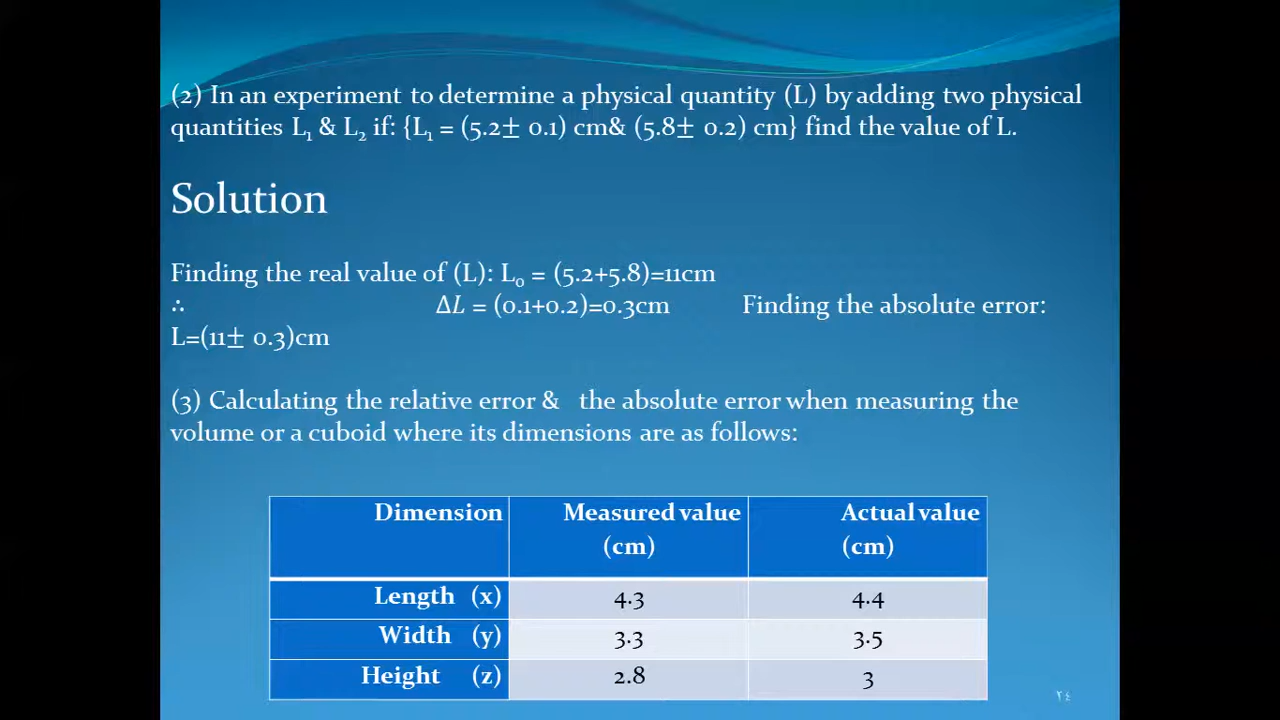 (2) In an experiment to determine a physical quantity (L) by adding two physical
quantities L₁ & L₂ if: {L₁ = (5.2± 0.1) cm& (5.8± 0.2) cm} find the value of L.
Solution
Finding the real value of (L): L₀ = (5.2+5.8)=11cm
∴ ΔL = (0.1+0.2)=0.3cm Finding the absolute error:
L=(11± 0.3)cm
(3) Calculating the relative error & the absolute error when measuring the
volume or a cuboid where its dimensions are as follows:
Dimension Measured value (cm) Actual value (cm)
Length (x) 4.3 4.4
Width (y) 3.3 3.5
Height (z) 2.8 3
٢٤